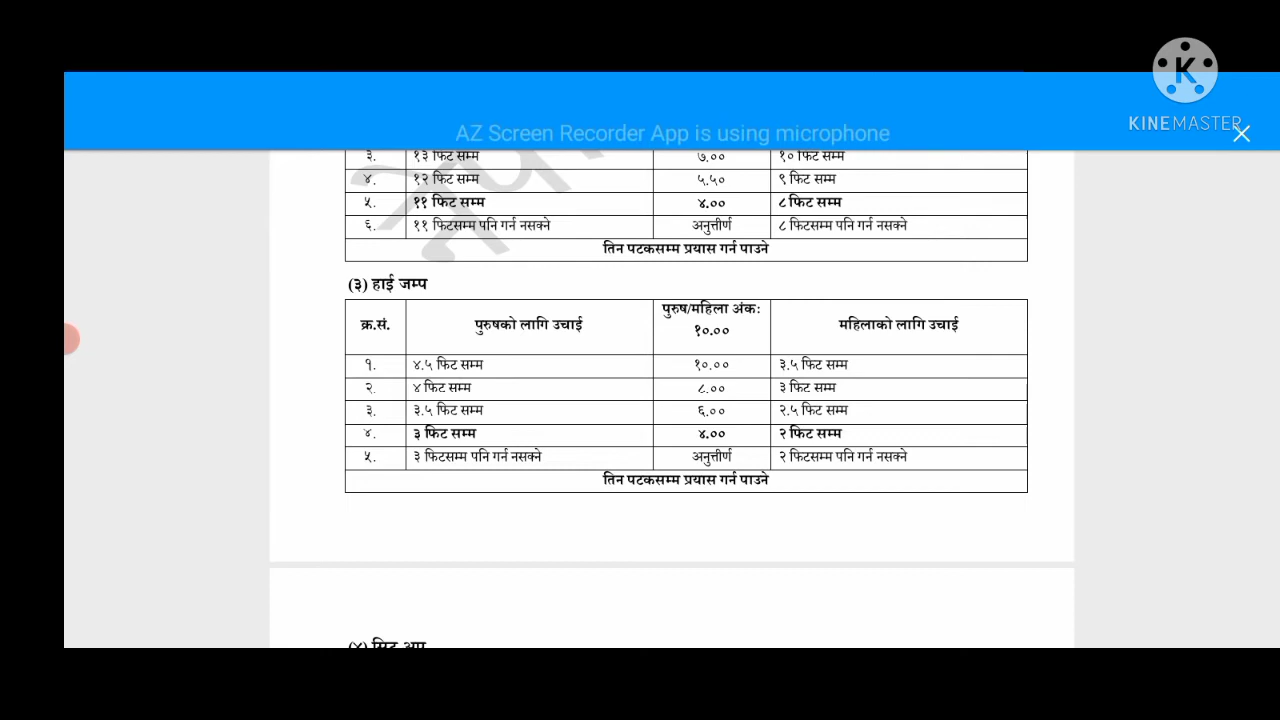 KINEMASTER
AZ Screen Recorder App is using microphone
३. १३ फिट सम्म ७.०० १० फिट सम्म
४. १२ फिट सम्म ५.५० ९ फिट सम्म
५. ११ फिट सम्म ४.०० ८ फिट सम्म
६. ११ फिटसम्म पनि गर्न नसक्ने अनुत्तीर्ण ८ फिटसम्म पनि गर्न नसक्ने
तिन पटकसम्म प्रयास गर्न पाउने
(३) हाई जम्प
क्र.सं. पुरुषको लागि उचाई पुरुष/महिला अंकः १०.०० महिलाको लागि उचाई
१. ४.५ फिट सम्म १०.०० ३.५ फिट सम्म
२. ४ फिट सम्म ८.०० ३ फिट सम्म
३. ३.५ फिट सम्म ६.०० २.५ फिट सम्म
४. ३ फिट सम्म ४.०० २ फिट सम्म
५. ३ फिटसम्म पनि गर्न नसक्ने अनुत्तीर्ण २ फिटसम्म पनि गर्न नसक्ने
तिन पटकसम्म प्रयास गर्न पाउने
(४) सिट अप